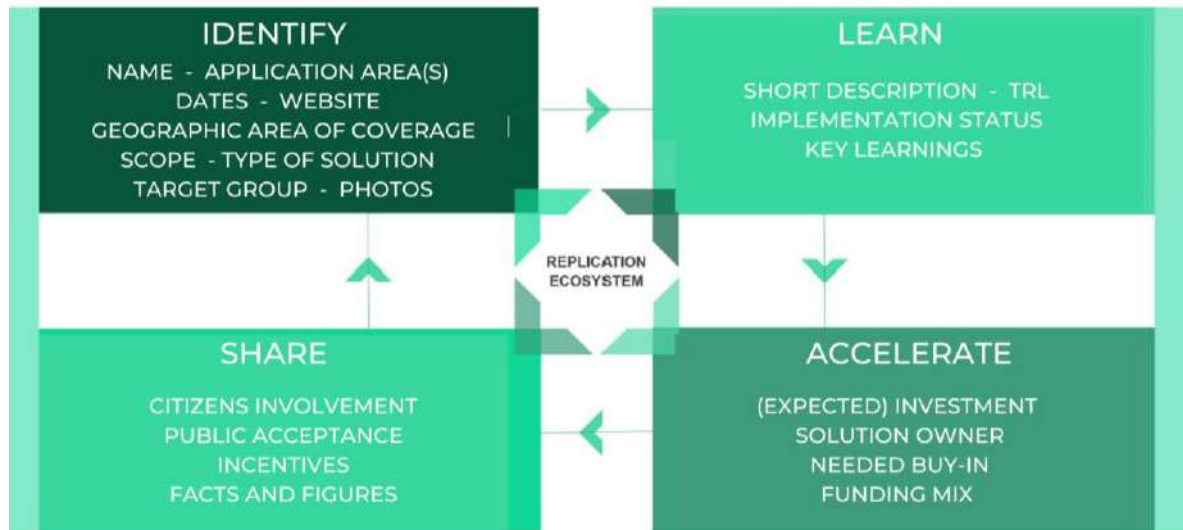 IDENTIFY
NAME - APPLICATION AREA(S)
DATES - WEBSITE
GEOGRAPHIC AREA OF COVERAGE
SCOPE - TYPE OF SOLUTION
TARGET GROUP - PHOTOS
LEARN
SHORT DESCRIPTION - TRL
IMPLEMENTATION STATUS
KEY LEARNINGS
REPLICATION
ECOSYSTEM
SHARE
CITIZENS INVOLVEMENT
PUBLIC ACCEPTANCE
INCENTIVES
FACTS AND FIGURES
ACCELERATE
(EXPECTED) INVESTMENT
SOLUTION OWNER
NEEDED BUY-IN
FUNDING MIX